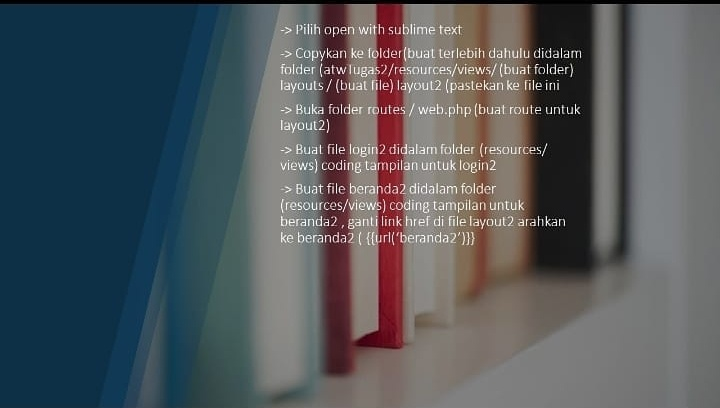 -> Pilih open with sublime text
-> Copykan ke folder(buat terlebih dahulu didalam
folder (atwTugas2/resources/views/ (buat folder)
layouts / (buat file) layout2 (pastekan ke file ini
-> Buka folder routes / web.php (buat route untuk
layout2)
-> Buat file login2 didalam folder (resources/
views) coding tampilan untuk login2
-> Buat file beranda2 didalam folder
(resources/views) coding tampilan untuk
beranda2 , ganti link href di file layout2 arahkan
ke beranda2 ( {{url(‘beranda2’)}}